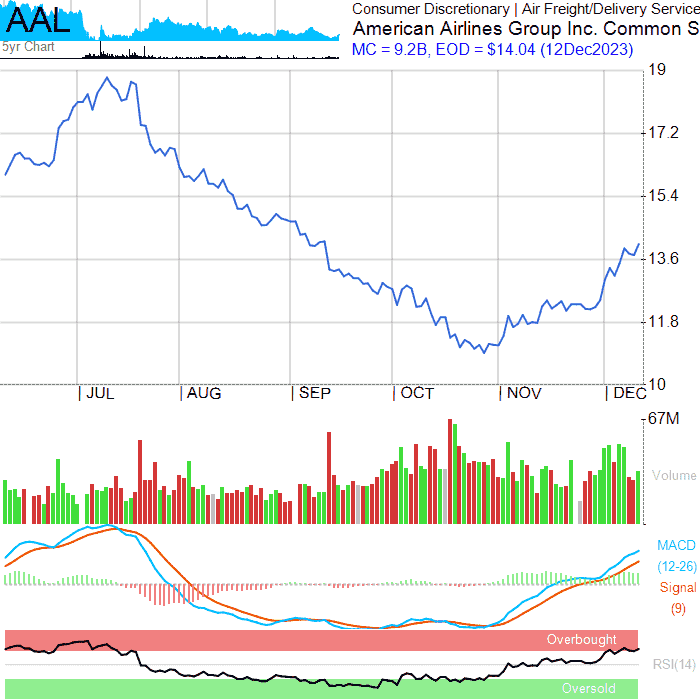 AAL
5yr Chart
Consumer Discretionary | Air Freight/Delivery Service
American Airlines Group Inc. Common S
MC = 9.2B, EOD = $14.04 (12Dec2023)
19
17.2
15.4
13.6
11.8
10
JUL
AUG
SEP
OCT
NOV
DEC
67M
Volume
MACD
(12-26)
Signal
(9)
Overbought
RSI(14)
Oversold